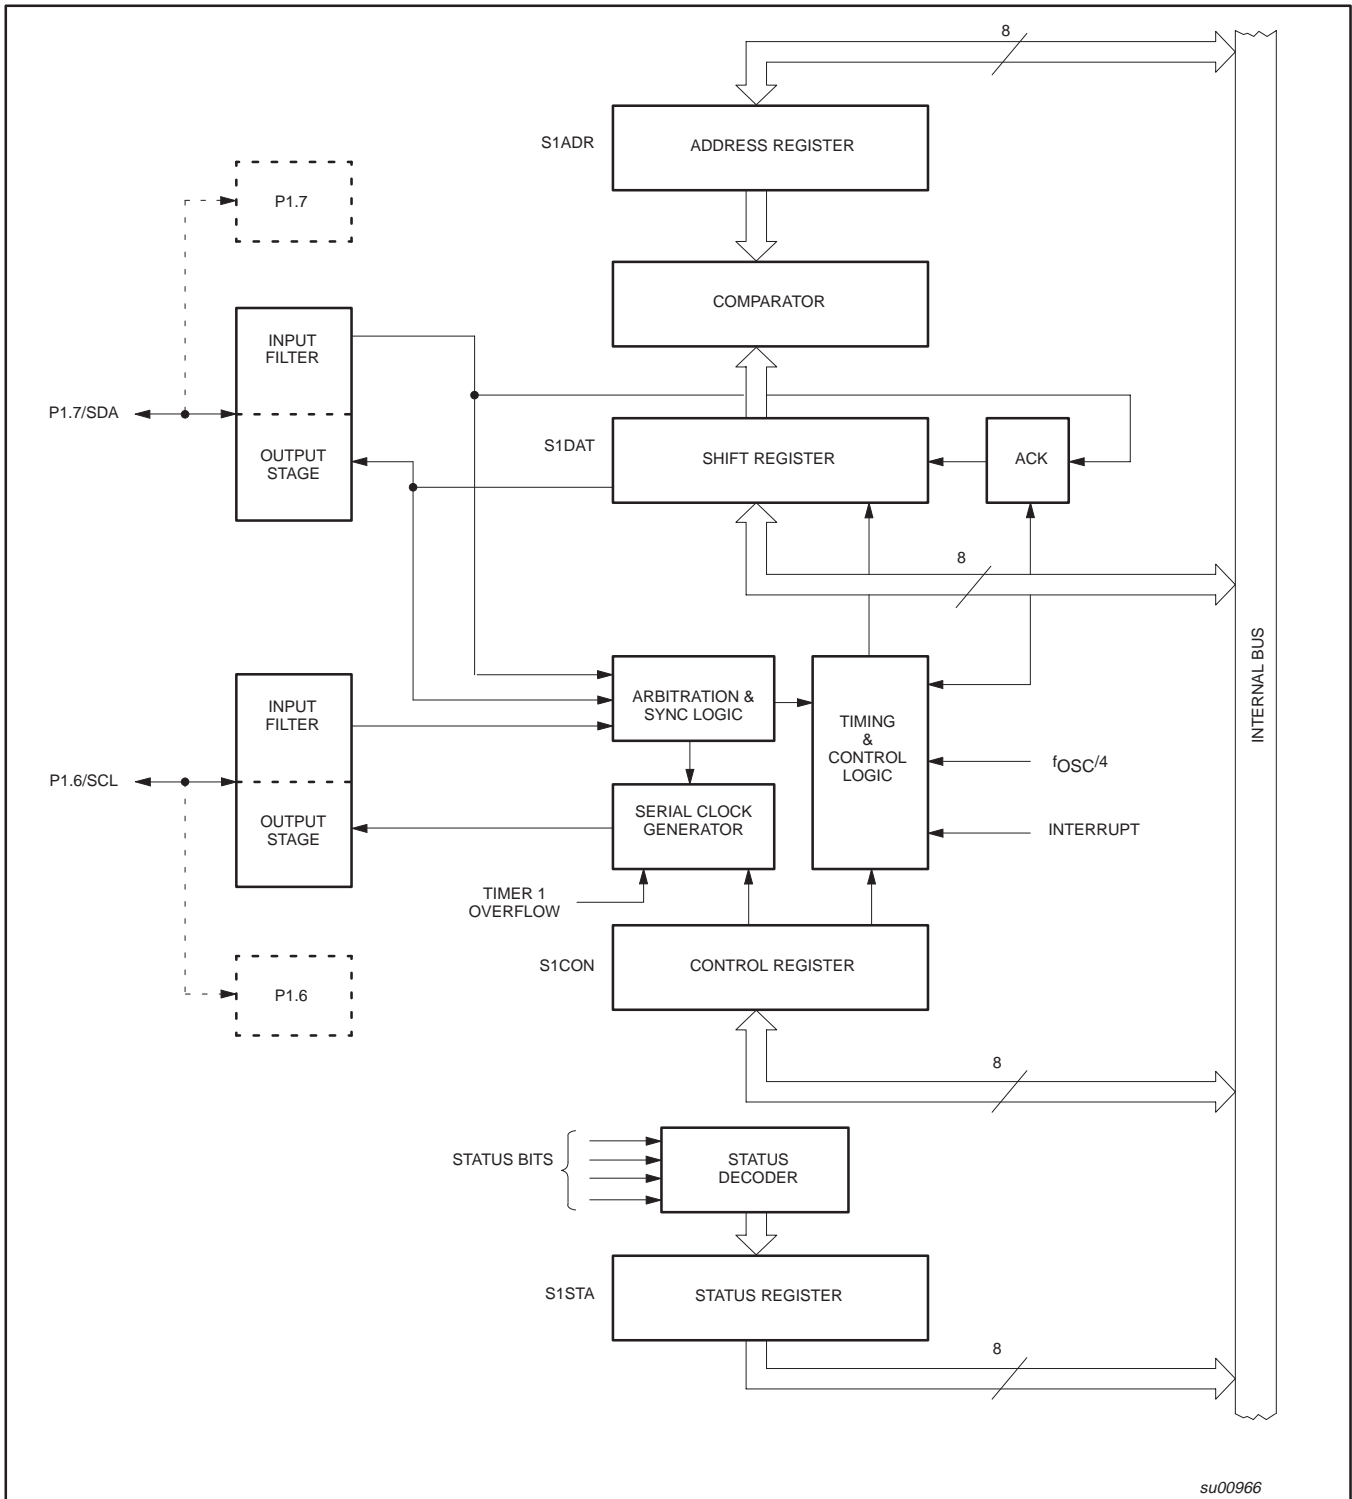 8
S1ADR
ADDRESS REGISTER
P1.7
COMPARATOR
INPUT
FILTER
P1.7/SDA
OUTPUT
STAGE
S1DAT
SHIFT REGISTER
ACK
8
INTERNAL BUS
INPUT
FILTER
ARBITRATION &
SYNC LOGIC
TIMING
&
CONTROL
LOGIC
fOSC/4
P1.6/SCL
OUTPUT
STAGE
SERIAL CLOCK
GENERATOR
INTERRUPT
TIMER 1
OVERFLOW
S1CON
CONTROL REGISTER
P1.6
8
STATUS BITS
STATUS
DECODER
S1STA
STATUS REGISTER
8
su00966